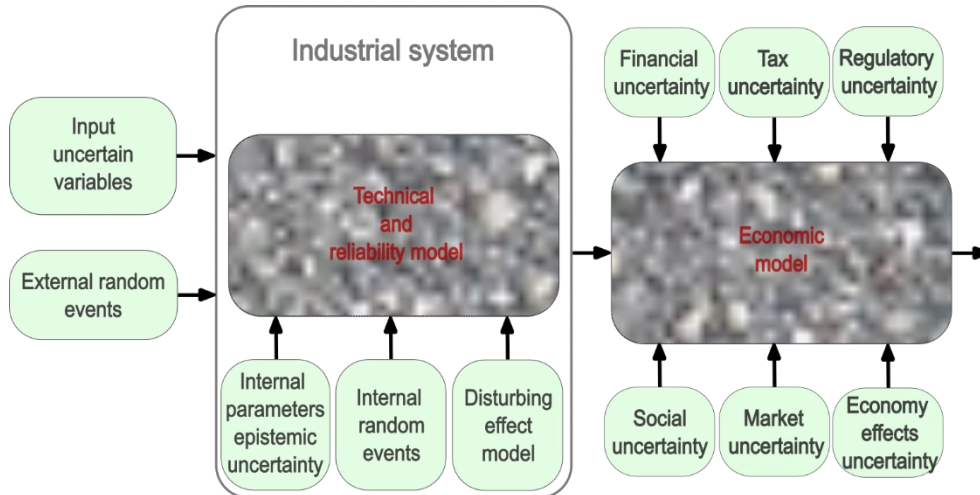 Industrial system
Input
uncertain
variables
External random
events
Technical
and
reliability model
Internal
parameters
epistemic
uncertainty
Internal
random
events
Disturbing
effect
model
Financial
uncertainty
Tax
uncertainty
Regulatory
uncertainty
Economic
model
Social
uncertainty
Market
uncertainty
Economy
effects
uncertainty